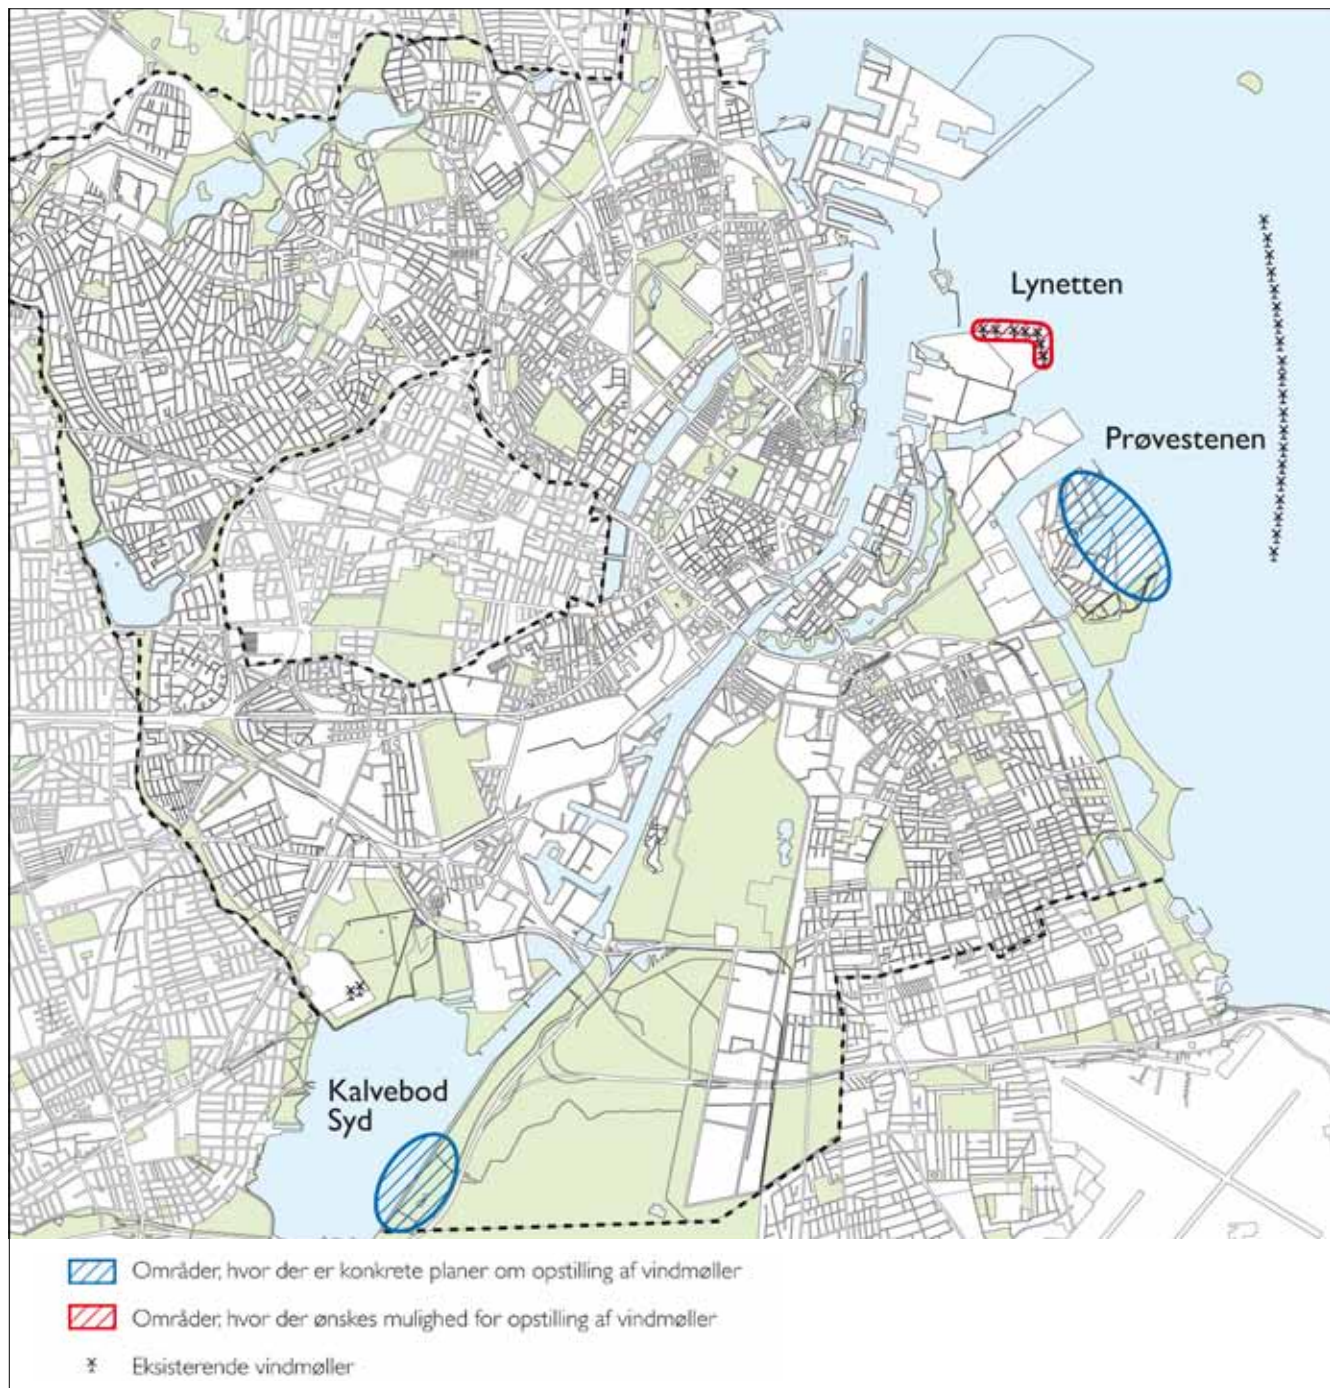 Lynetten
Prøvestenen
Kalvebod
Syd
Områder, hvor der er konkrete planer om opstilling af vindmøller
Områder, hvor der ønskes mulighed for opstilling af vindmøller
Eksisterende vindmøller